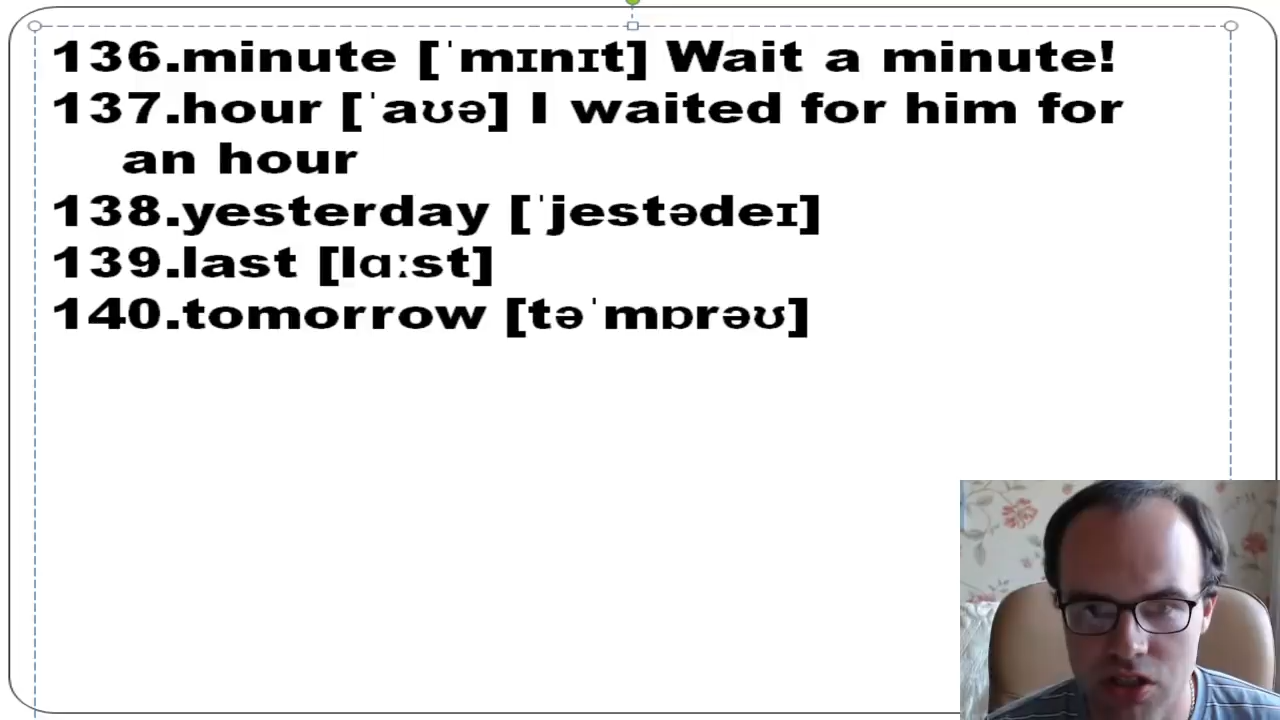 136.minute [ˈmɪnɪt] Wait a minute!
137.hour [ˈaʊə] I waited for him for
an hour
138.yesterday [ˈjestədeɪ]
139.last [lɑːst]
140.tomorrow [təˈmɒrəʊ]